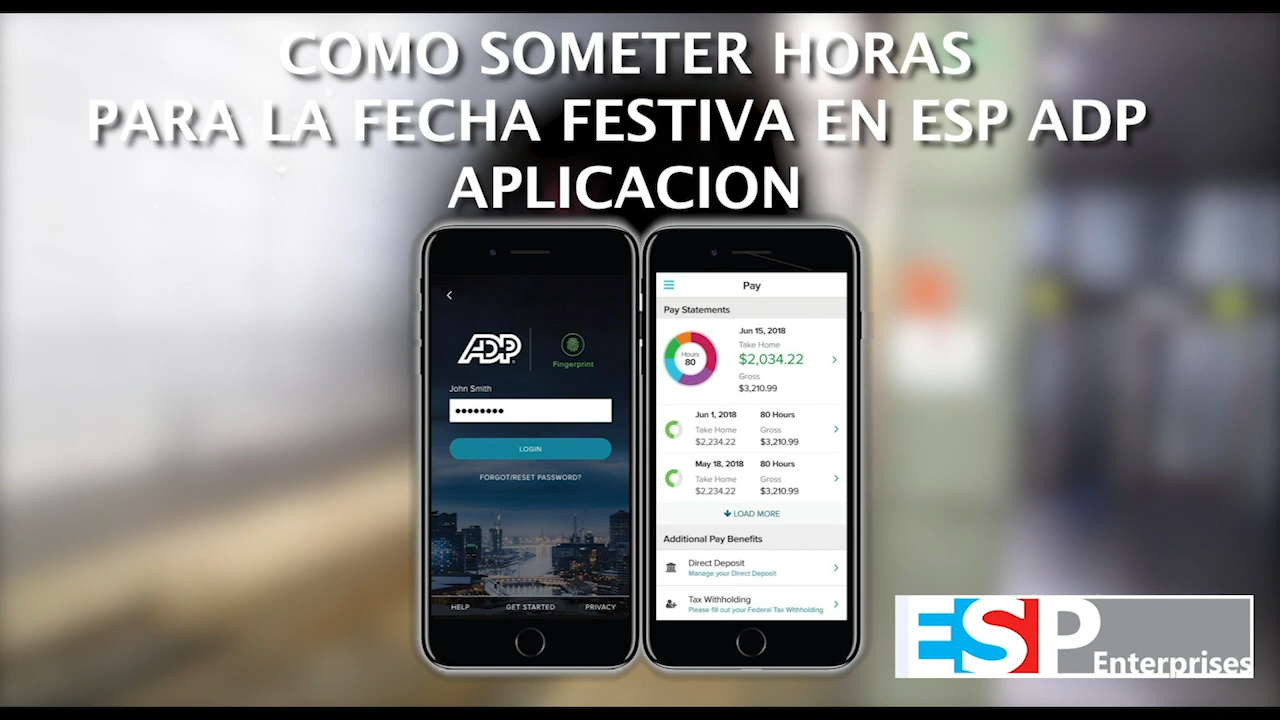 COMO SOMETER HORAS
PARA LA FECHA FESTIVA EN ESP ADP
APLICACION
ADP
Fingerprint
John Smith
LOGIN
FORGOT/RESET PASSWORD?
HELP GET STARTED PRIVACY
Pay
Pay Statements
Hours
80
Jun 15, 2018
Take Home
$2,034.22
Gross
$3,210.99
Jun 1, 2018 80 Hours
Take Home Gross
$2,234.22 $3,210.99
May 18, 2018 80 Hours
Take Home Gross
$2,234.22 $3,210.99
LOAD MORE
Additional Pay Benefits
Direct Deposit
Manage your Direct Deposit
Tax Withholding
Please fill out your Federal Tax Withholding
ESP
Enterprises